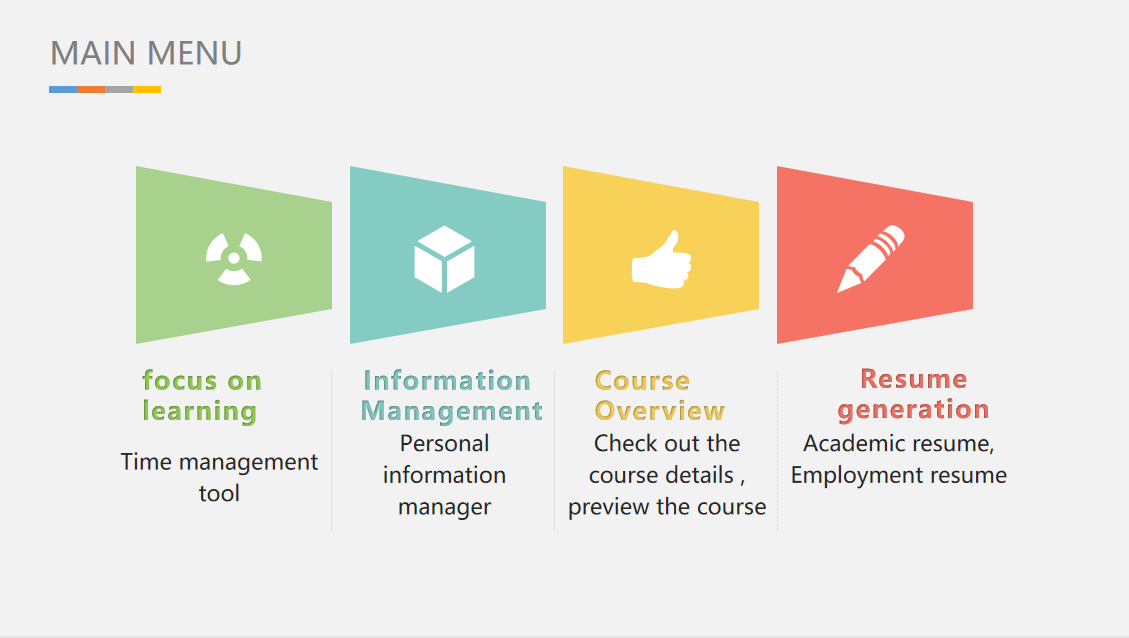 MAIN MENU
focus on
learning
Time management
tool
Information
Management
Personal
information
manager
Course
Overview
Check out the
course details ,
preview the course
Resume
generation
Academic resume,
Employment resume